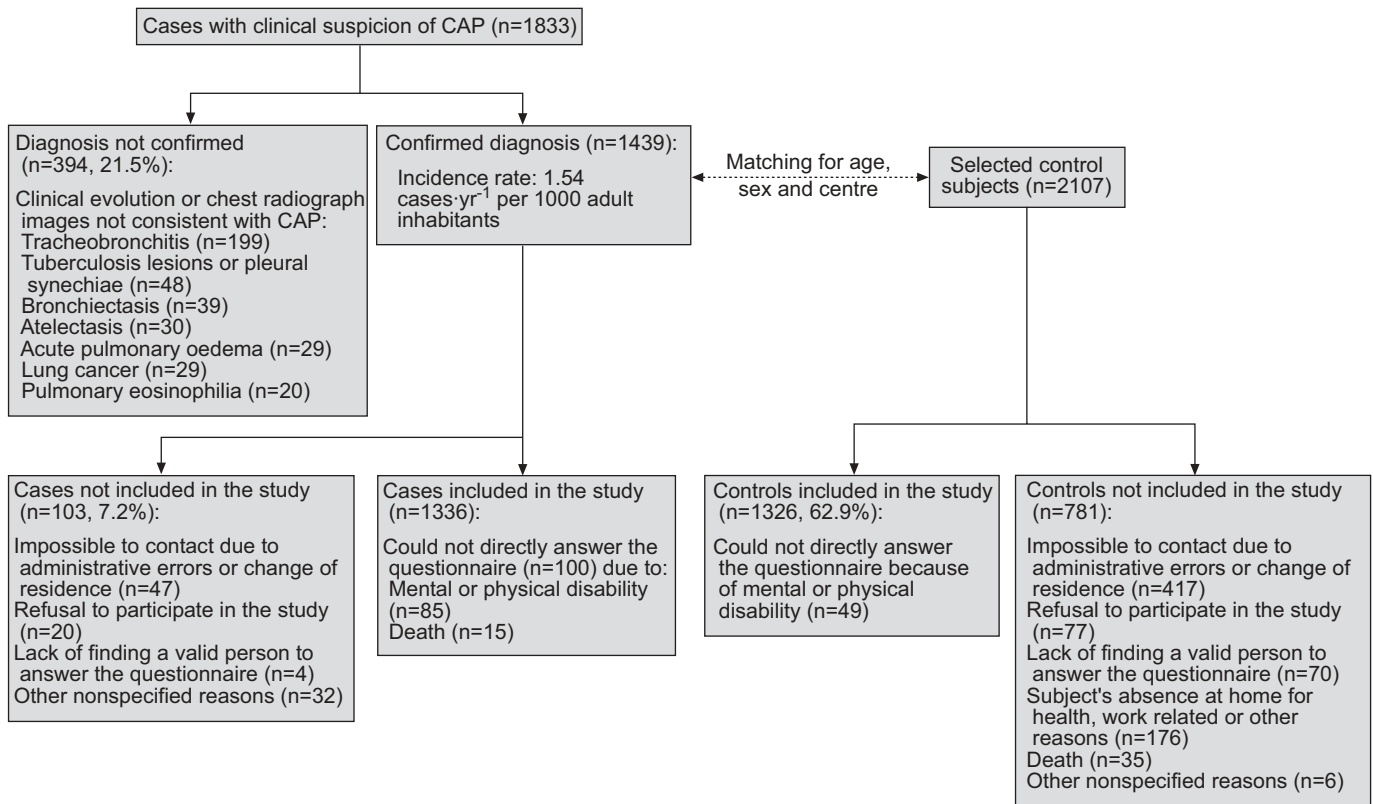 Cases with clinical suspicion of CAP (n=1833)
Diagnosis not confirmed
(n=394, 21.5%):
Clinical evolution or chest radiograph
images not consistent with CAP:
Tracheobronchitis (n=199)
Tuberculosis lesions or pleural
synechiae (n=48)
Bronchiectasis (n=39)
Atelectasis (n=30)
Acute pulmonary oedema (n=29)
Lung cancer (n=29)
Pulmonary eosinophilia (n=20)
Confirmed diagnosis (n=1439):
Incidence rate: 1.54
cases·yr⁻¹ per 1000 adult
inhabitants
Matching for age,
sex and centre
Selected control
subjects (n=2107)
Cases not included in the study
(n=103, 7.2%):
Impossible to contact due to
administrative errors or change of
residence (n=47)
Refusal to participate in the study
(n=20)
Lack of finding a valid person to
answer the questionnaire (n=4)
Other nonspecified reasons (n=32)
Cases included in the study
(n=1336):
Could not directly answer the
questionnaire (n=100) due to:
Mental or physical disability
(n=85)
Death (n=15)
Controls included in the study
(n=1326, 62.9%):
Could not directly answer
the questionnaire because
of mental or physical
disability (n=49)
Controls not included in the study
(n=781):
Impossible to contact due to
administrative errors or change of
residence (n=417)
Refusal to participate in the study
(n=77)
Lack of finding a valid person to
answer the questionnaire (n=70)
Subject's absence at home for
health, work related or other
reasons (n=176)
Death (n=35)
Other nonspecified reasons (n=6)